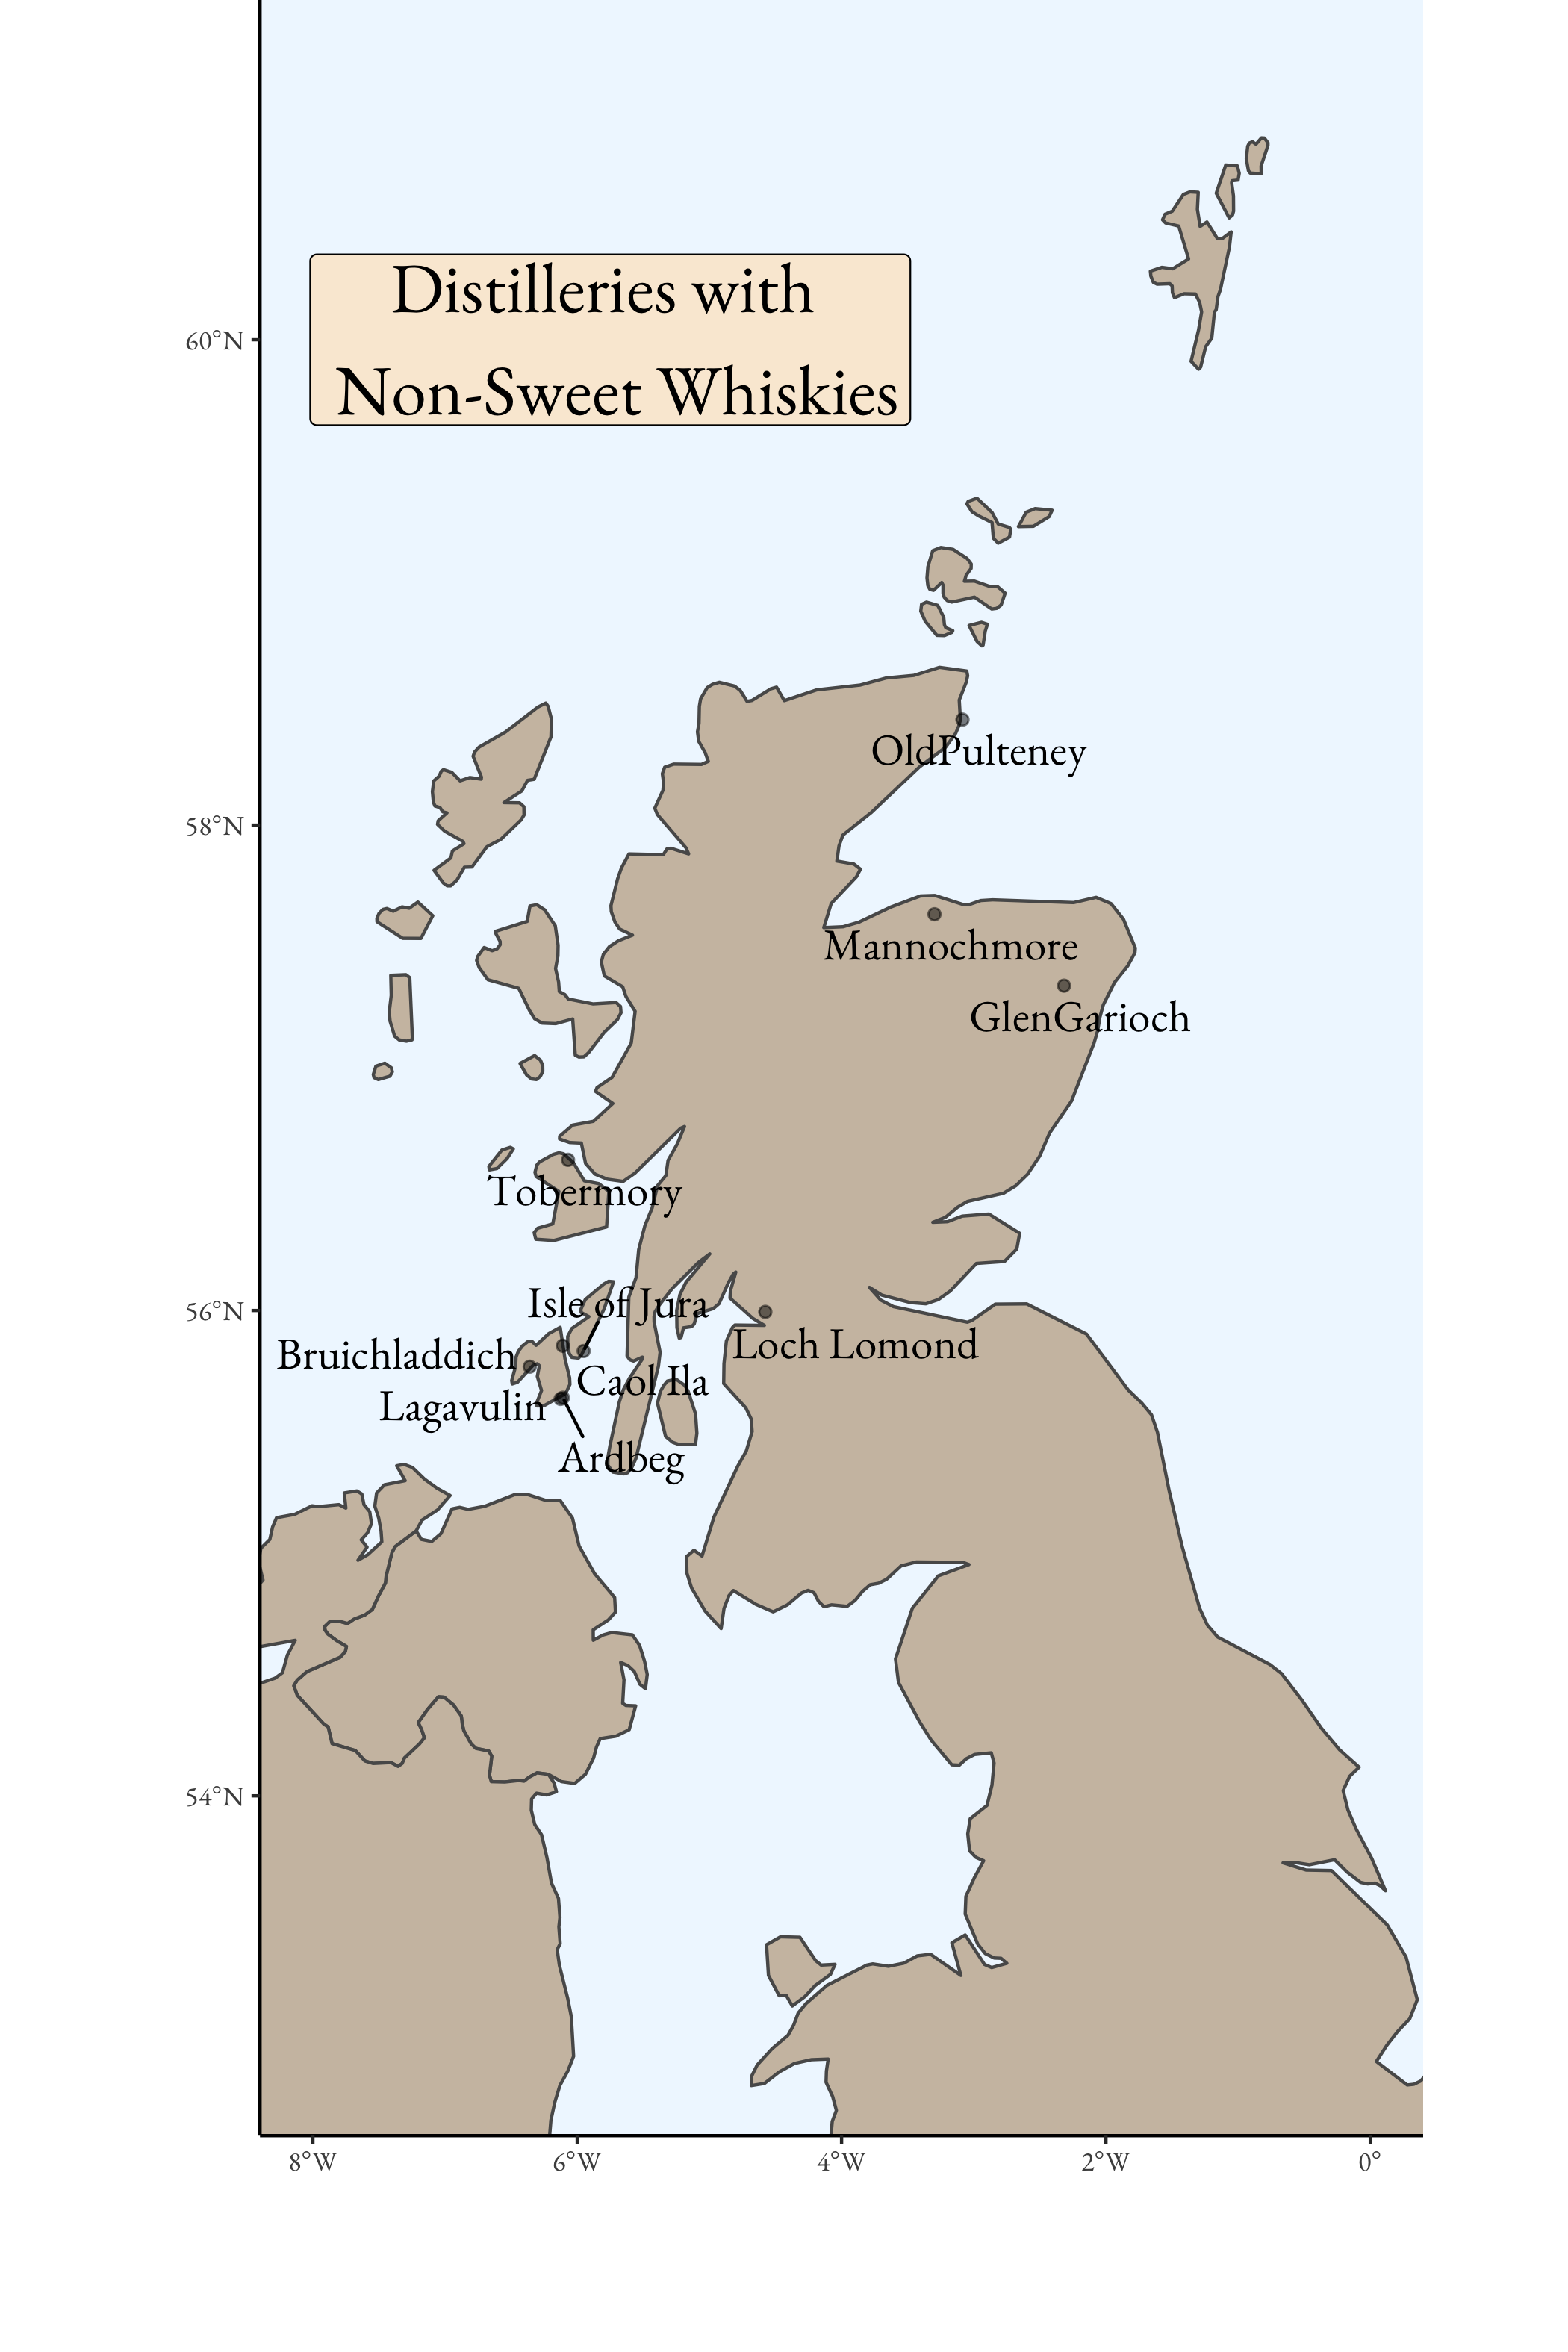 Distilleries with
Non-Sweet Whiskies
60°N
OldPulteney
58°N
Mannochmore
GlenGarioch
Tobermory
Isle of Jura
56°N
Loch Lomond
Bruichladdich
Caol Ila
Lagavulin
Ardbeg
54°N
8°W
6°W
4°W
2°W
0°